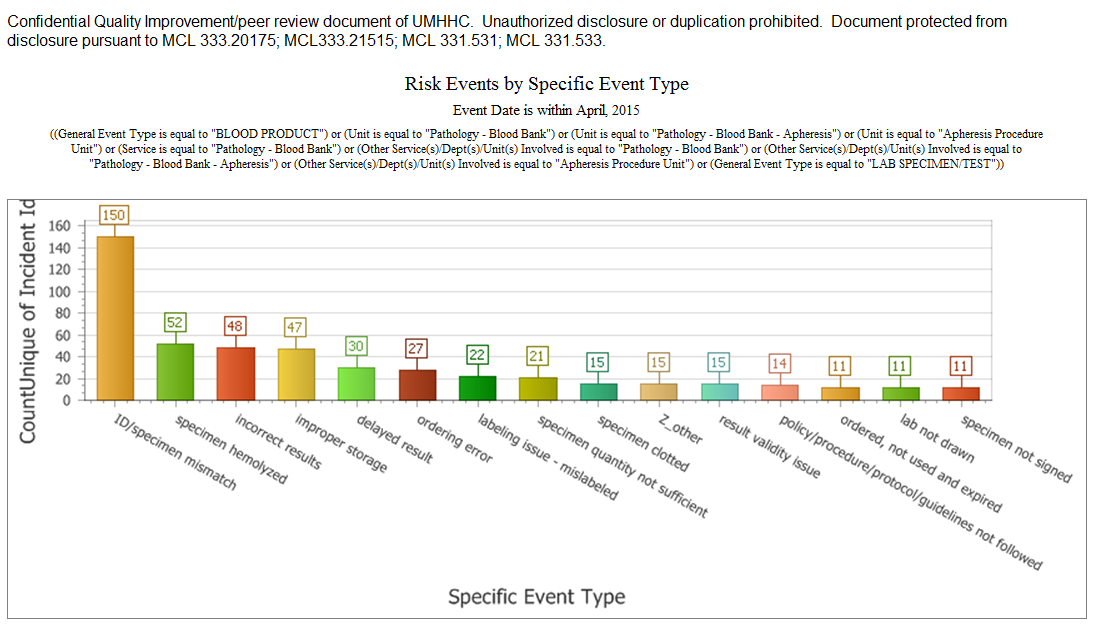 Confidential Quality Improvement/peer review document of UMHHC. Unauthorized disclosure or duplication prohibited. Document protected from
disclosure pursuant to MCL 333.20175; MCL333.21515; MCL 331.531; MCL 331.533.
Risk Events by Specific Event Type
Event Date is within April, 2015
((General Event Type is equal to "BLOOD PRODUCT") or (Unit is equal to "Pathology - Blood Bank") or (Unit is equal to "Pathology - Blood Bank - Apheresis") or (Unit is equal to "Apheresis Procedure
Unit") or (Service is equal to "Pathology - Blood Bank") or (Other Service(s)/Dept(s)/Unit(s) Involved is equal to "Pathology - Blood Bank") or (Other Service(s)/Dept(s)/Unit(s) Involved is equal to
"Pathology - Blood Bank - Apheresis") or (Other Service(s)/Dept(s)/Unit(s) Involved is equal to "Apheresis Procedure Unit") or (General Event Type is equal to "LAB SPECIMEN/TEST"))
CountUnique of Incident Id
160
140
120
100
80
60
40
20
0
150
52
48
47
30
27
22
21
15
15
15
14
11
11
11
ID/specimen mismatch
specimen hemolyzed
incorrect results
improper storage
delayed result
ordering error
labeling issue - mislabeled
specimen quantity not sufficient
specimen clotted
Z_other
result validity issue
policy/procedure/protocol/guidelines not followed
ordered, not used and expired
lab not drawn
specimen not signed
Specific Event Type